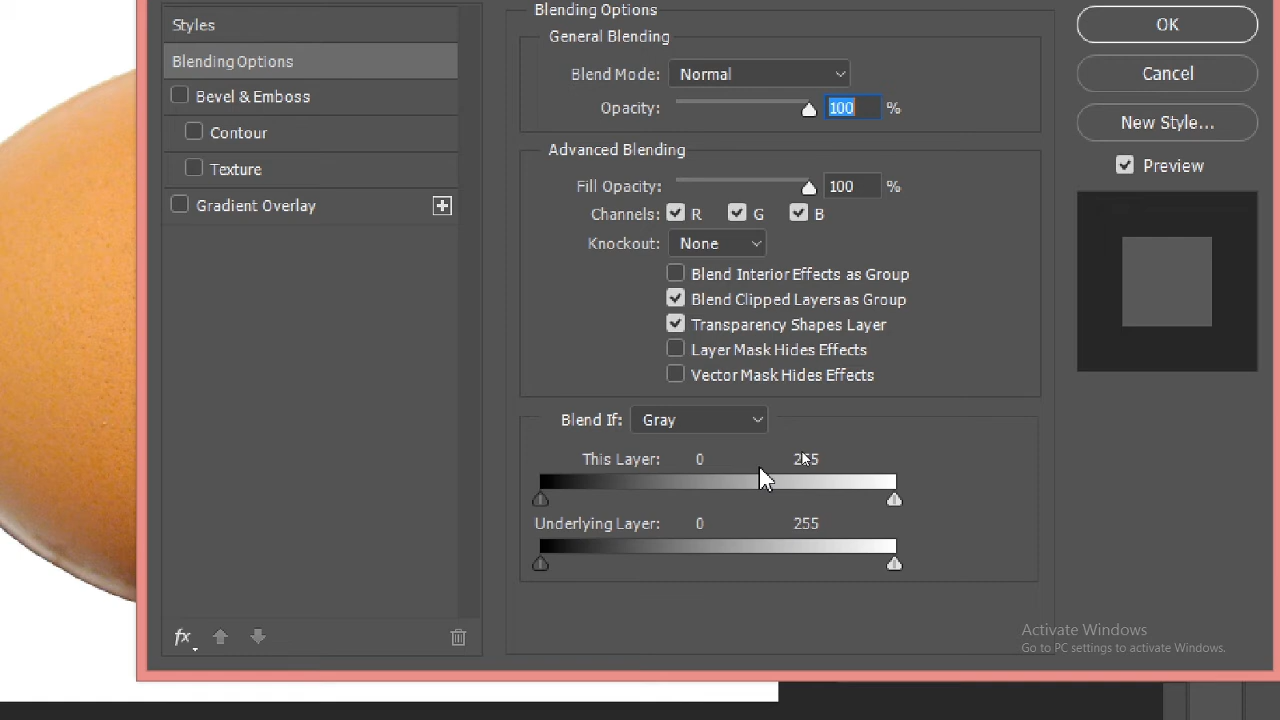 Styles
Blending Options
Bevel & Emboss
Contour
Texture
Gradient Overlay
fx
Blending Options
General Blending
Blend Mode: Normal
Opacity: 100 %
Advanced Blending
Fill Opacity: 100 %
Channels: R G B
Knockout: None
Blend Interior Effects as Group
Blend Clipped Layers as Group
Transparency Shapes Layer
Layer Mask Hides Effects
Vector Mask Hides Effects
Blend If: Gray
This Layer: 0 255
Underlying Layer: 0 255
OK
Cancel
New Style...
Preview
Activate Windows
Go to PC settings to activate Windows.